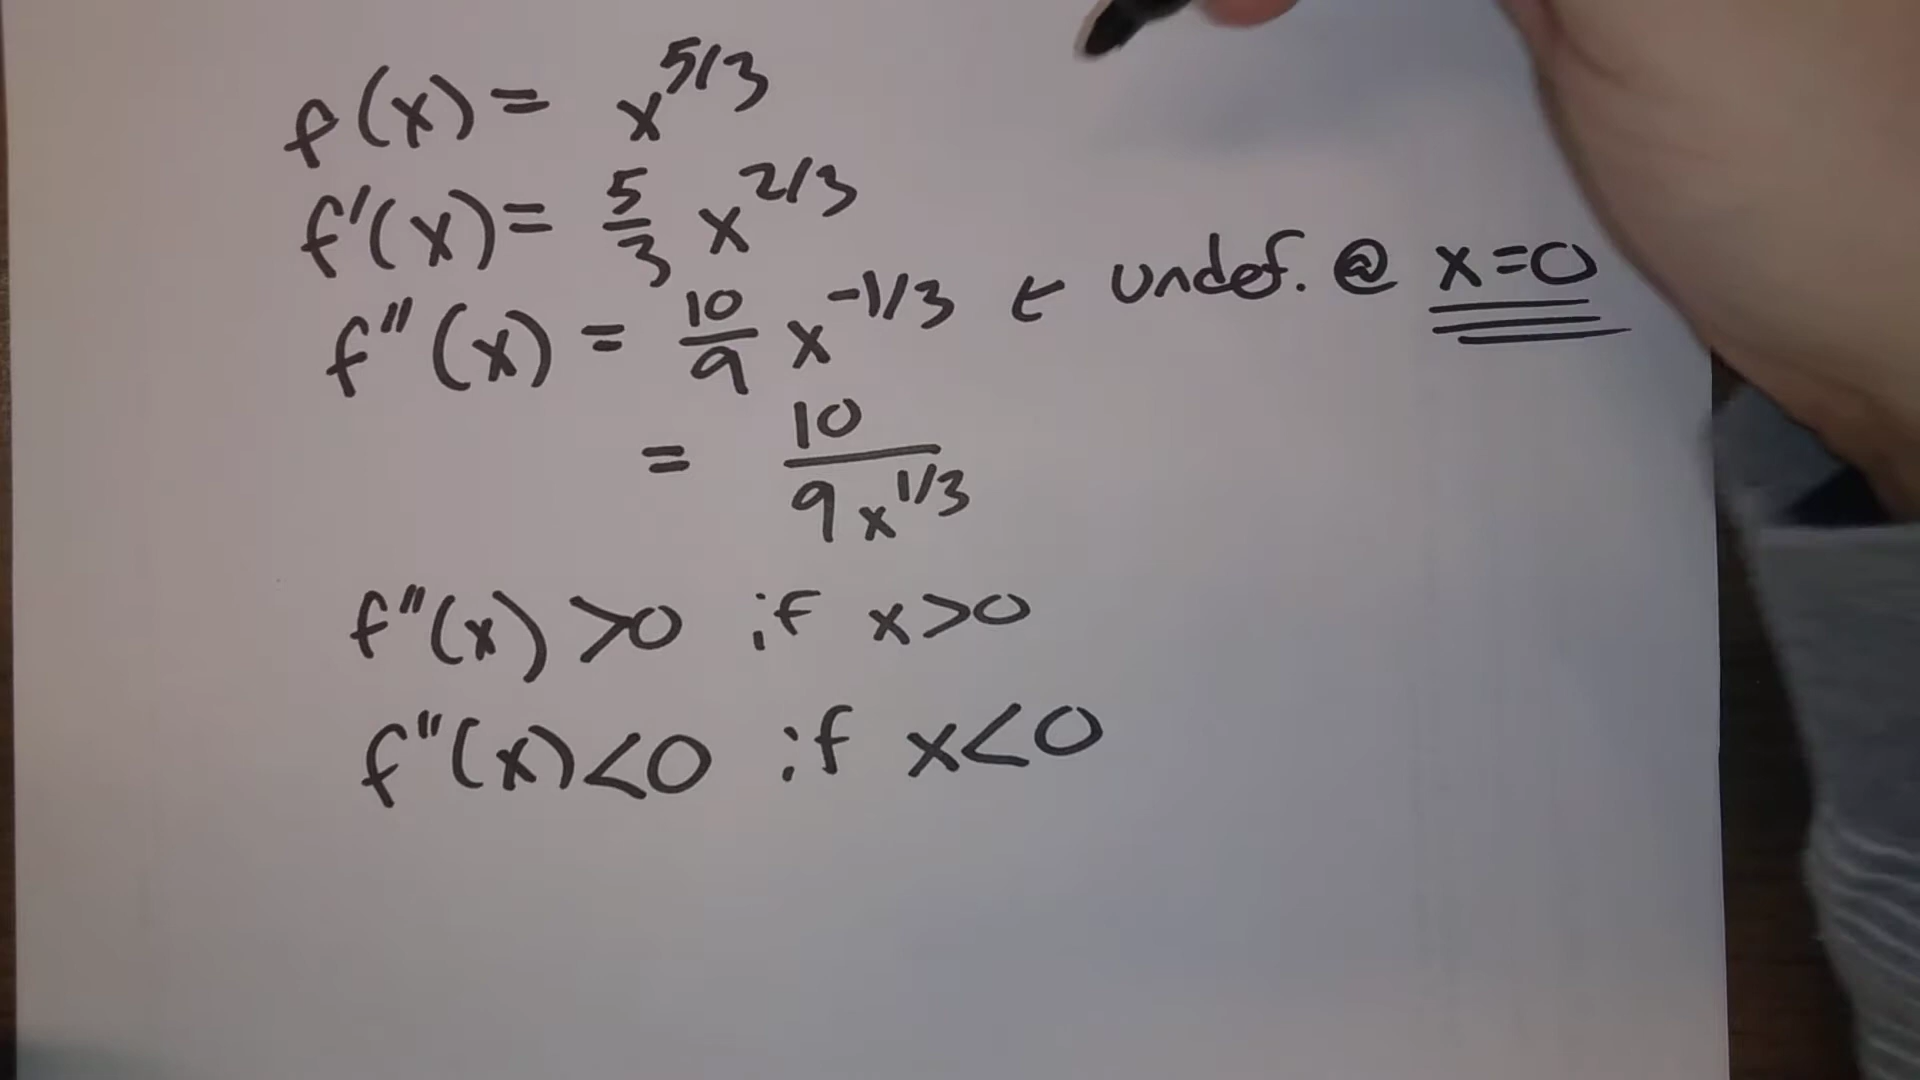 f(x) = x^5/3
f'(x) = 5/3 x^2/3
f"(x) = 10/9 x^-1/3 ← undef. @ x=0
= 10/9x^1/3
f"(x) >0 if x>0
f"(x)<0 if x<0